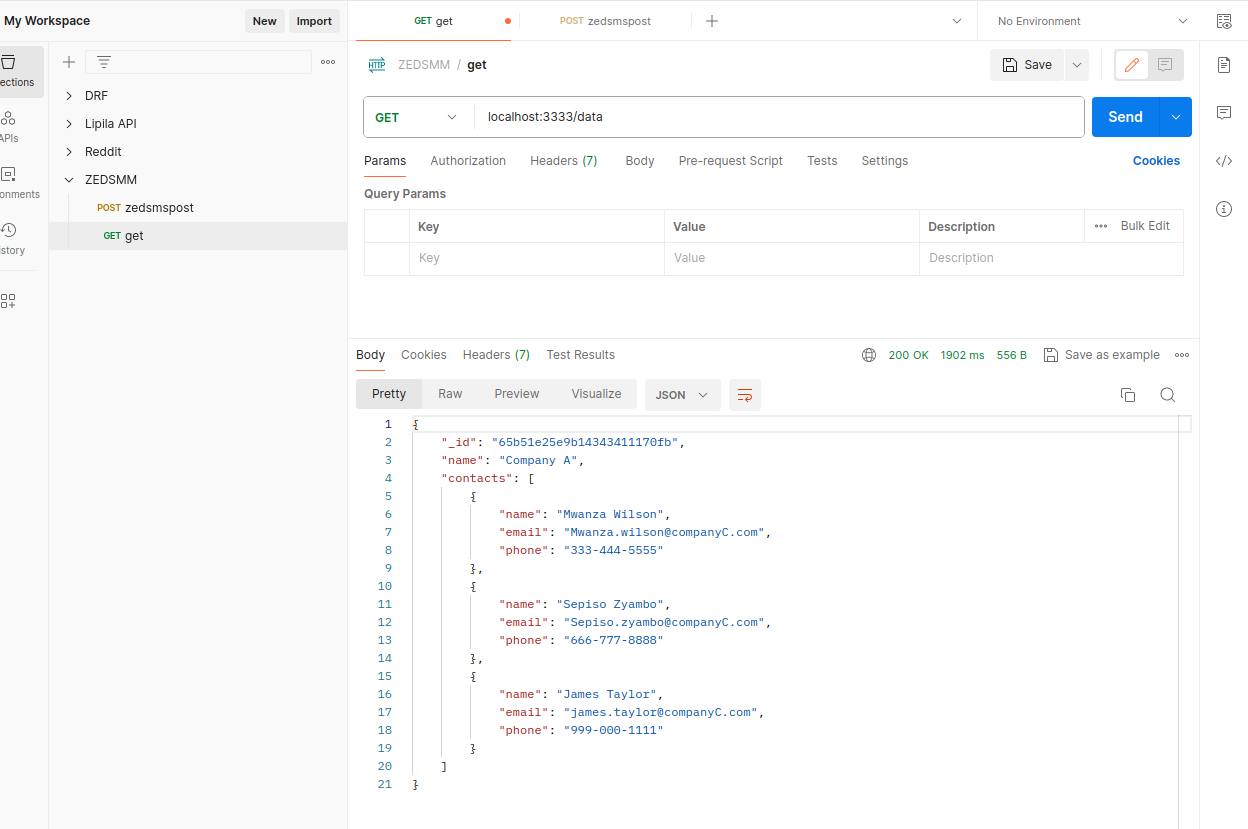 My Workspace
New
Import
GET get
POST zedsmspost
No Environment
ections
APIs
onments
istory
DRF
Lipila API
Reddit
ZEDSMM
POST zedsmspost
GET get
HTTP ZEDSMM / get
Save
GET
localhost:3333/data
Send
Params Authorization Headers (7) Body Pre-request Script Tests Settings Cookies
Query Params
Key Value Description Bulk Edit
Key Value Description
Body Cookies Headers (7) Test Results 200 OK 1902 ms 556 B Save as example
Pretty Raw Preview Visualize JSON
1 {
2 "_id": "65b51e25e9b14343411170fb",
3 "name": "Company A",
4 "contacts": [
5 {
6 "name": "Mwanza Wilson",
7 "email": "Mwanza.wilson@companyC.com",
8 "phone": "333-444-5555"
9 },
10 {
11 "name": "Sepiso Zyambo",
12 "email": "Sepiso.zyambo@companyC.com",
13 "phone": "666-777-8888"
14 },
15 {
16 "name": "James Taylor",
17 "email": "james.taylor@companyC.com",
18 "phone": "999-000-1111"
19 }
20 ]
21 }